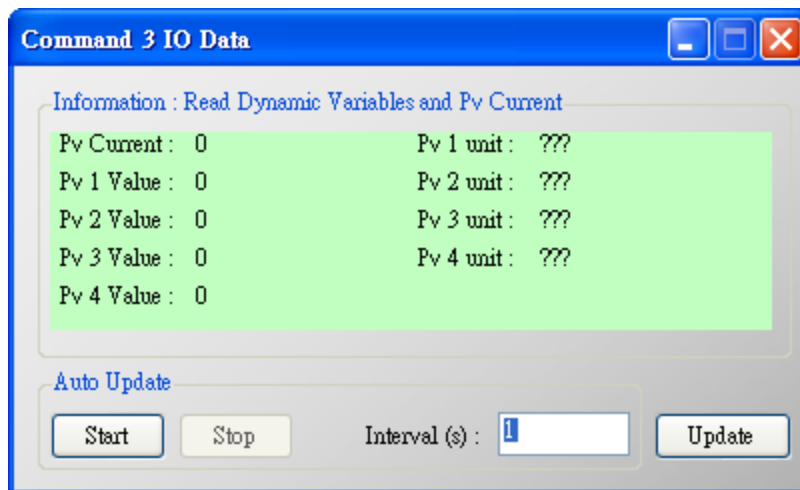 Command 3 IO Data
Information : Read Dynamic Variables and Pv Current
Pv Current : 0 Pv 1 unit : ???
Pv 1 Value : 0 Pv 2 unit : ???
Pv 2 Value : 0 Pv 3 unit : ???
Pv 3 Value : 0 Pv 4 unit : ???
Pv 4 Value : 0
Auto Update
Start Stop Interval (s) : 1 Update